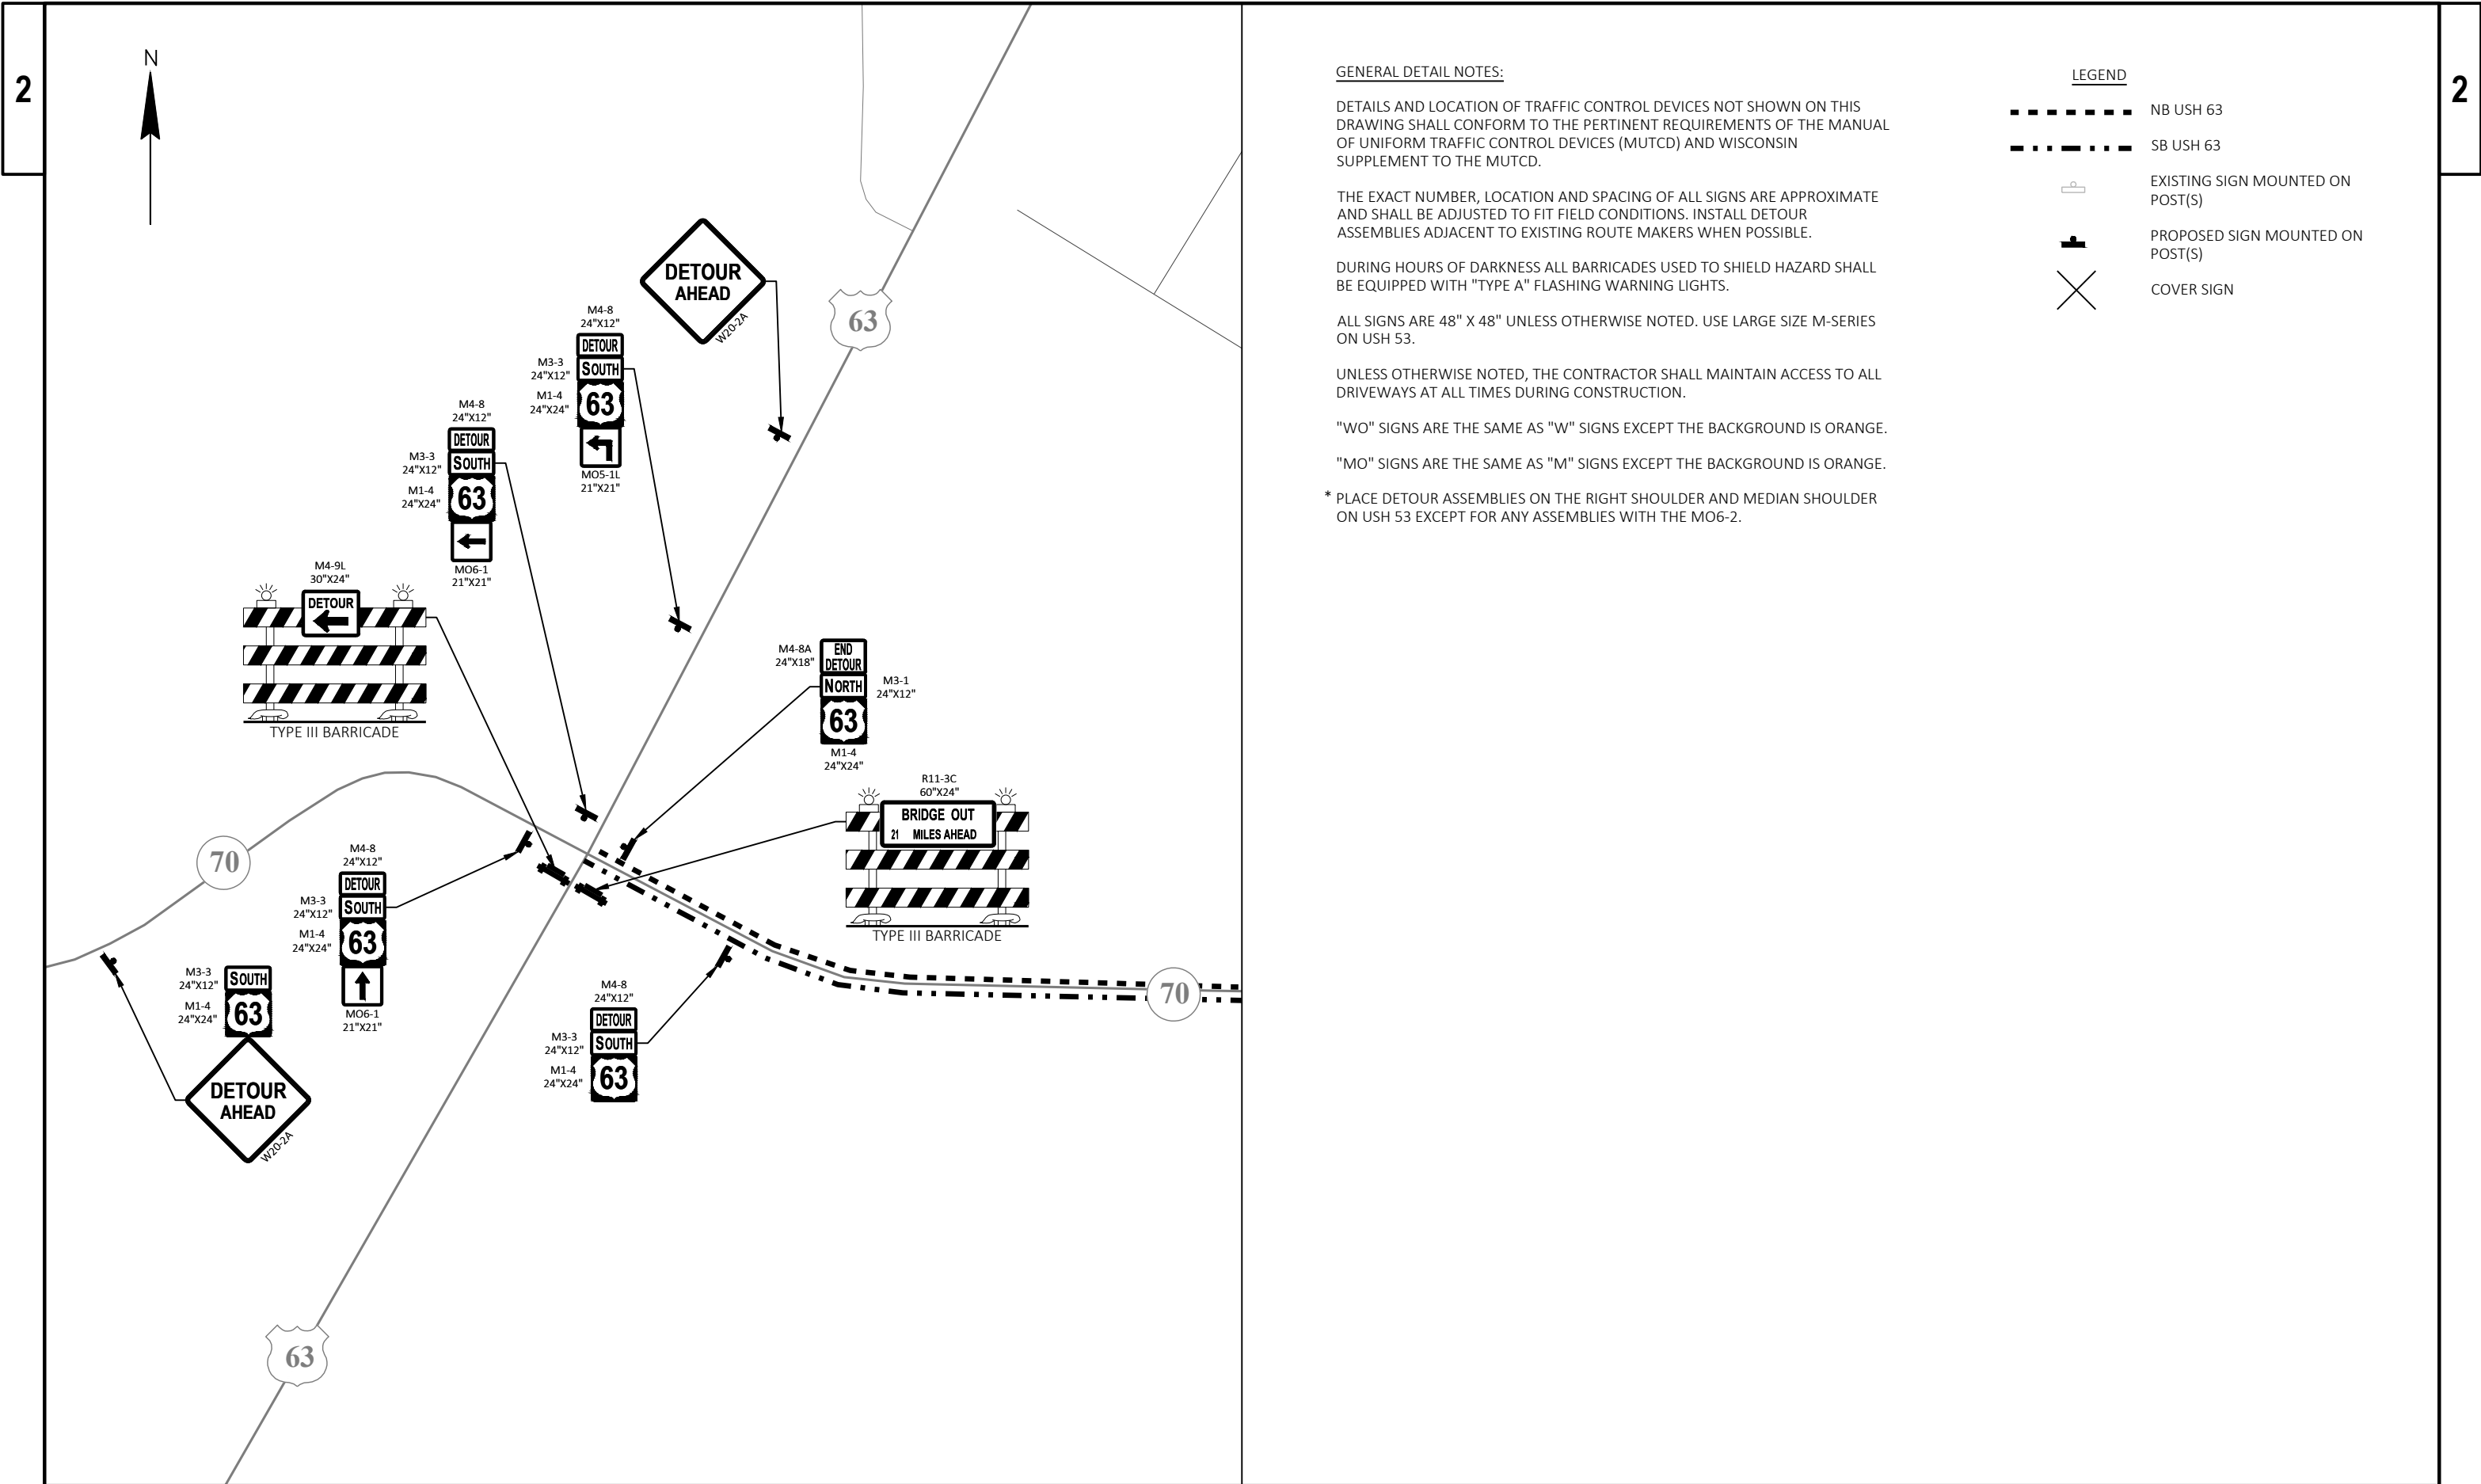 2
N
DETOUR
AHEAD
W20-2A
63
M4-8
24"X12"
DETOUR
M3-3
24"X12"
SOUTH
M1-4
24"X24"
63
MO5-1L
21"X21"
M4-8
24"X12"
DETOUR
M3-3
24"X12"
SOUTH
M1-4
24"X24"
63
MO6-1
21"X21"
M4-9L
30"X24"
DETOUR
TYPE III BARRICADE
M4-8A
24"X18"
END
DETOUR
NORTH
M3-1
24"X12"
63
M1-4
24"X24"
R11-3C
60"X24"
BRIDGE OUT
21 MILES AHEAD
TYPE III BARRICADE
70
M4-8
24"X12"
DETOUR
M3-3
24"X12"
SOUTH
M1-4
24"X24"
63
MO6-1
21"X21"
M3-3
24"X12"
SOUTH
M1-4
24"X24"
63
DETOUR
AHEAD
W20-2A
M4-8
24"X12"
DETOUR
M3-3
24"X12"
SOUTH
M1-4
24"X24"
63
70
63
GENERAL DETAIL NOTES:
DETAILS AND LOCATION OF TRAFFIC CONTROL DEVICES NOT SHOWN ON THIS
DRAWING SHALL CONFORM TO THE PERTINENT REQUIREMENTS OF THE MANUAL
OF UNIFORM TRAFFIC CONTROL DEVICES (MUTCD) AND WISCONSIN
SUPPLEMENT TO THE MUTCD.
THE EXACT NUMBER, LOCATION AND SPACING OF ALL SIGNS ARE APPROXIMATE
AND SHALL BE ADJUSTED TO FIT FIELD CONDITIONS. INSTALL DETOUR
ASSEMBLIES ADJACENT TO EXISTING ROUTE MAKERS WHEN POSSIBLE.
DURING HOURS OF DARKNESS ALL BARRICADES USED TO SHIELD HAZARD SHALL
BE EQUIPPED WITH "TYPE A" FLASHING WARNING LIGHTS.
ALL SIGNS ARE 48" X 48" UNLESS OTHERWISE NOTED. USE LARGE SIZE M-SERIES
ON USH 53.
UNLESS OTHERWISE NOTED, THE CONTRACTOR SHALL MAINTAIN ACCESS TO ALL
DRIVEWAYS AT ALL TIMES DURING CONSTRUCTION.
"WO" SIGNS ARE THE SAME AS "W" SIGNS EXCEPT THE BACKGROUND IS ORANGE.
"MO" SIGNS ARE THE SAME AS "M" SIGNS EXCEPT THE BACKGROUND IS ORANGE.
* PLACE DETOUR ASSEMBLIES ON THE RIGHT SHOULDER AND MEDIAN SHOULDER
ON USH 53 EXCEPT FOR ANY ASSEMBLIES WITH THE MO6-2.
LEGEND
NB USH 63
SB USH 63
EXISTING SIGN MOUNTED ON
POST(S)
PROPOSED SIGN MOUNTED ON
POST(S)
COVER SIGN
2